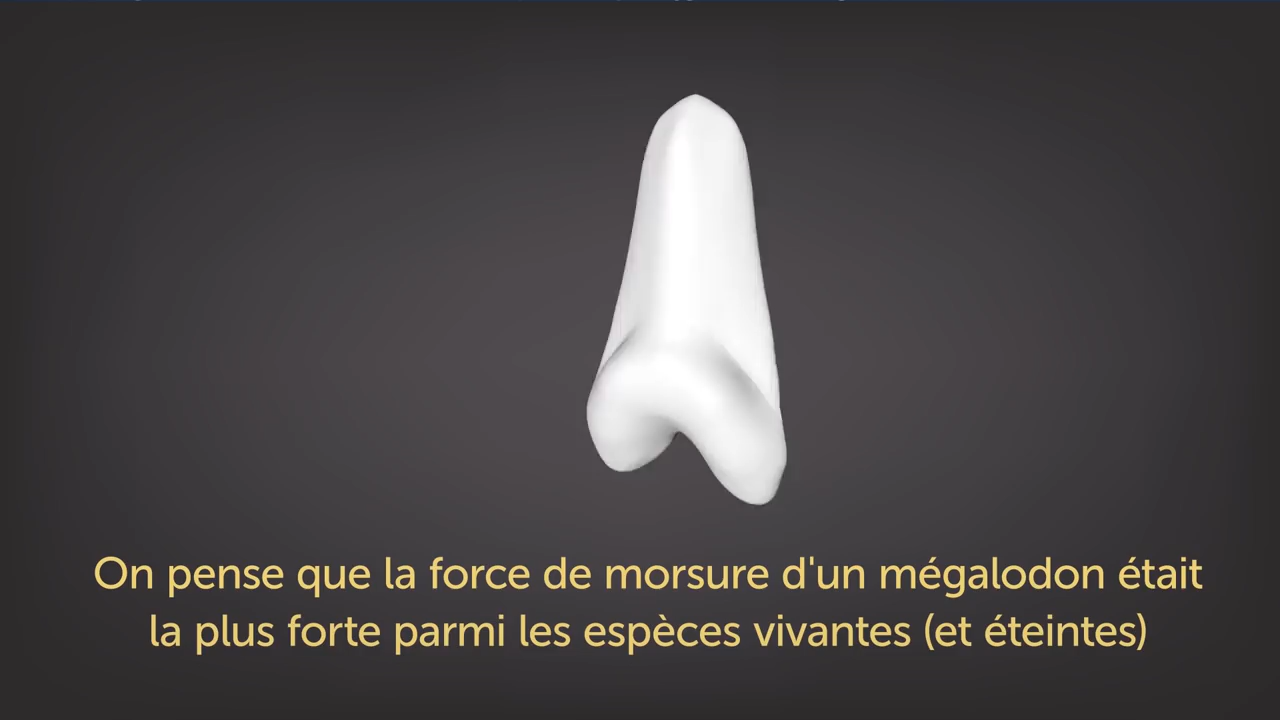 On pense que la force de morsure d'un mégalodon était
la plus forte parmi les espèces vivantes (et éteintes)